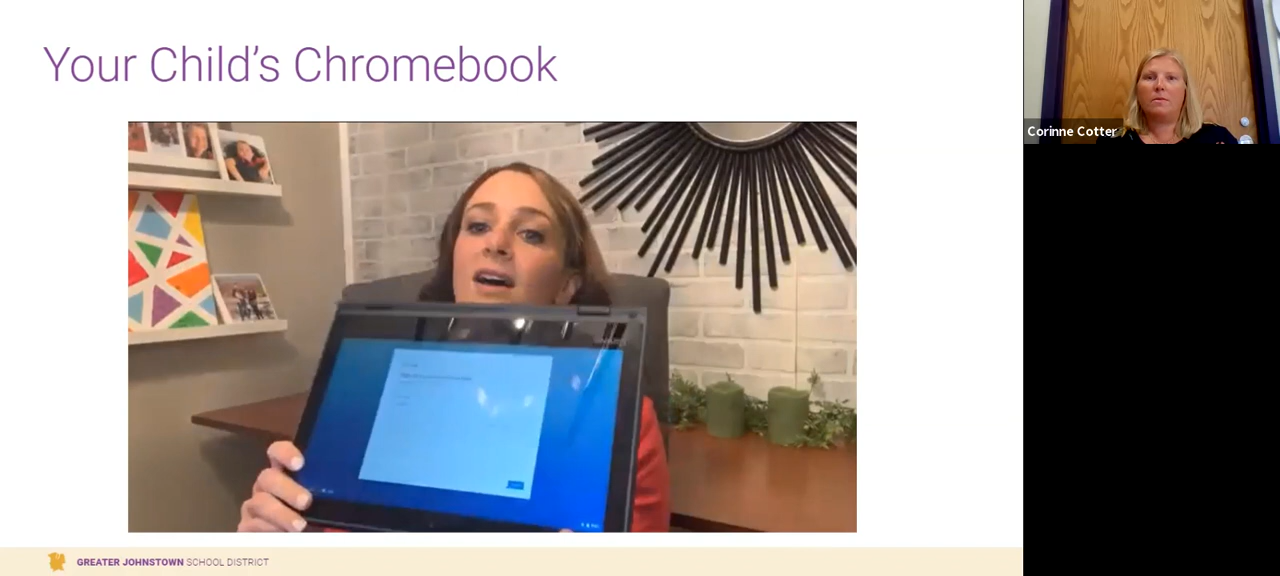 Your Child's Chromebook
Corinne Cotter
GREATER JOHNSTOWN SCHOOL DISTRICT